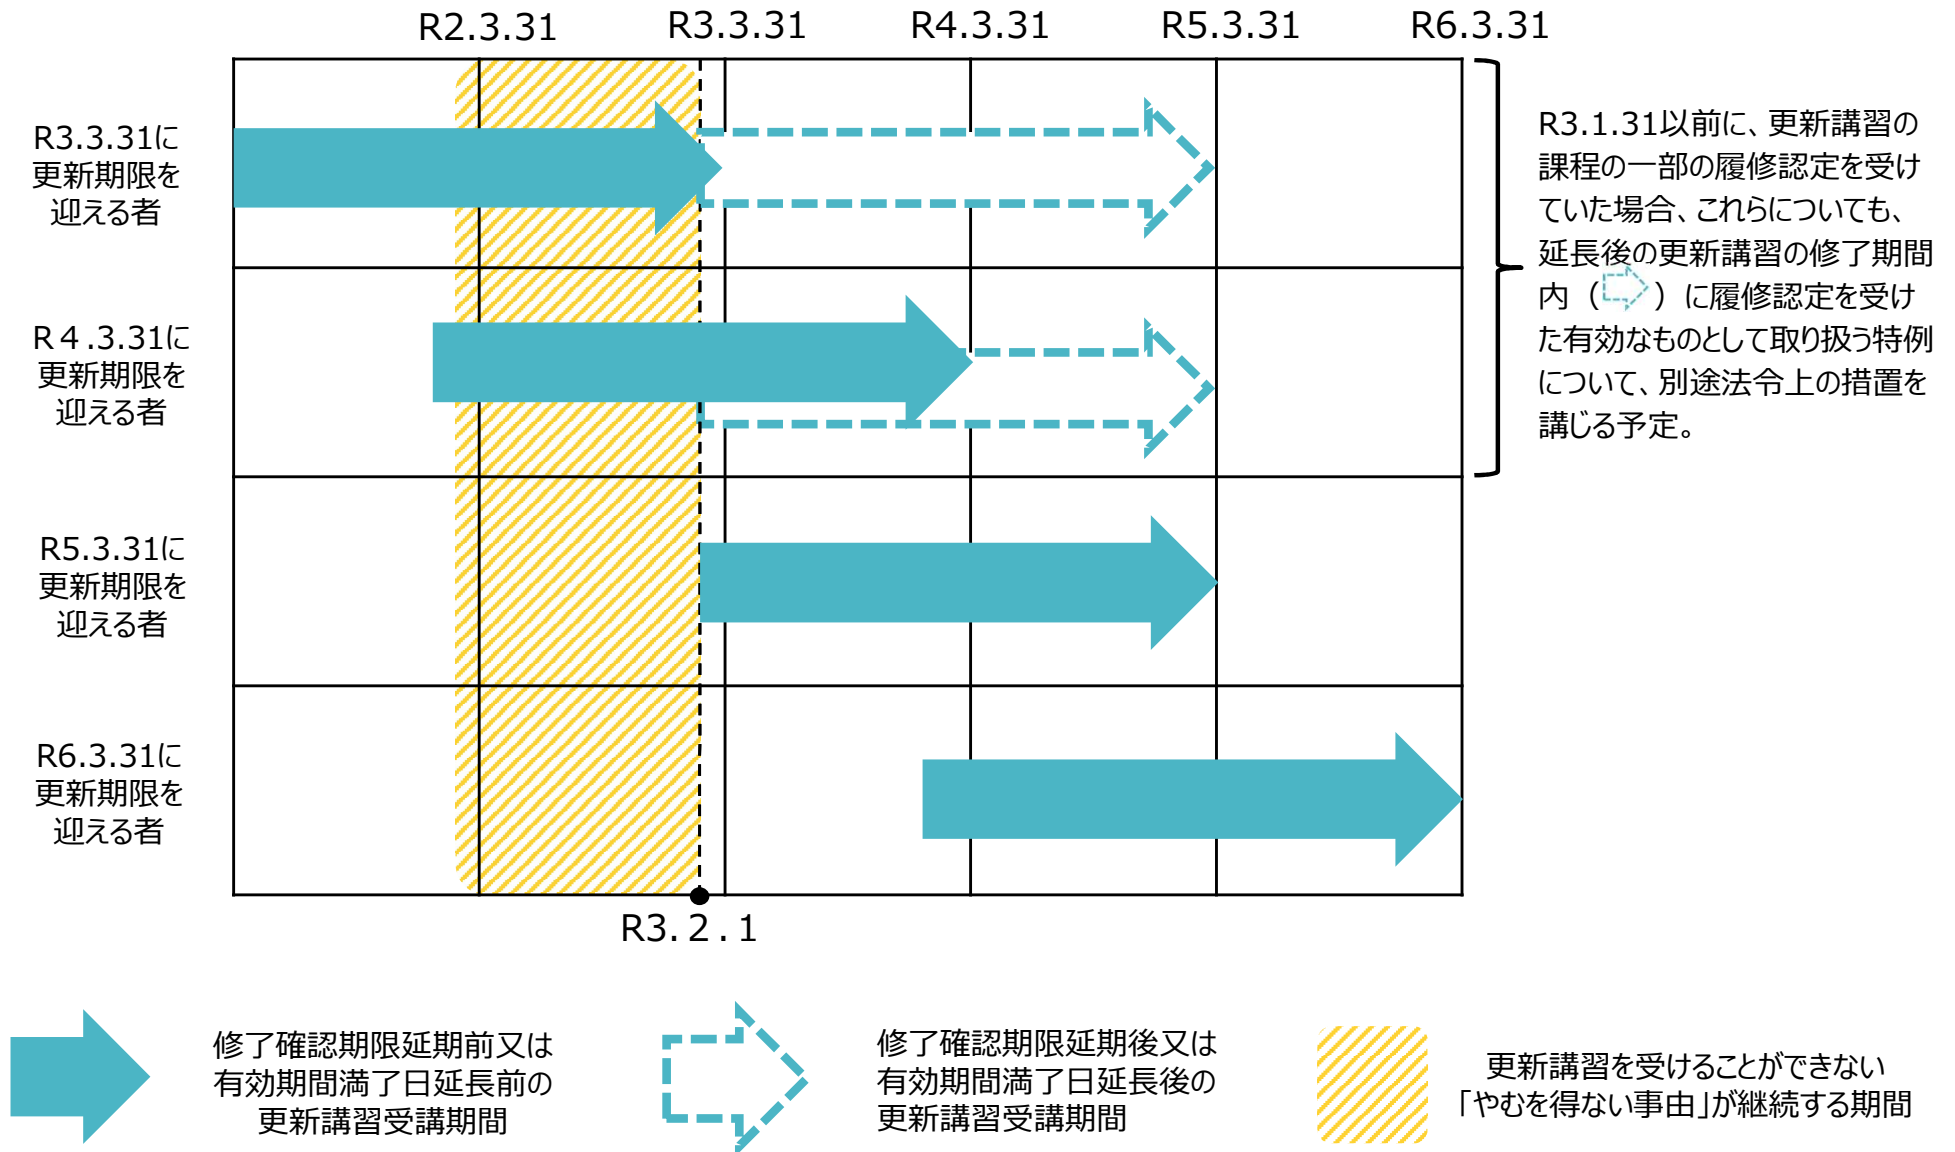 R2.3.31 R3.3.31 R4.3.31 R5.3.31 R6.3.31
R3.3.31に
更新期限を
迎える者
R3.1.31以前に、更新講習の
課程の一部の履修認定を受け
ていた場合、これらについても、
延長後の更新講習の修了期間
内（ ）に履修認定を受け
た有効なものとして取り扱う特例
について、別途法令上の措置を
講じる予定。
R４.3.31に
更新期限を
迎える者
R5.3.31に
更新期限を
迎える者
R6.3.31に
更新期限を
迎える者
R3.２.1
修了確認期限延期前又は
有効期間満了日延長前の
更新講習受講期間
修了確認期限延期後又は
有効期間満了日延長後の
更新講習受講期間
更新講習を受けることができない
「やむを得ない事由」が継続する期間